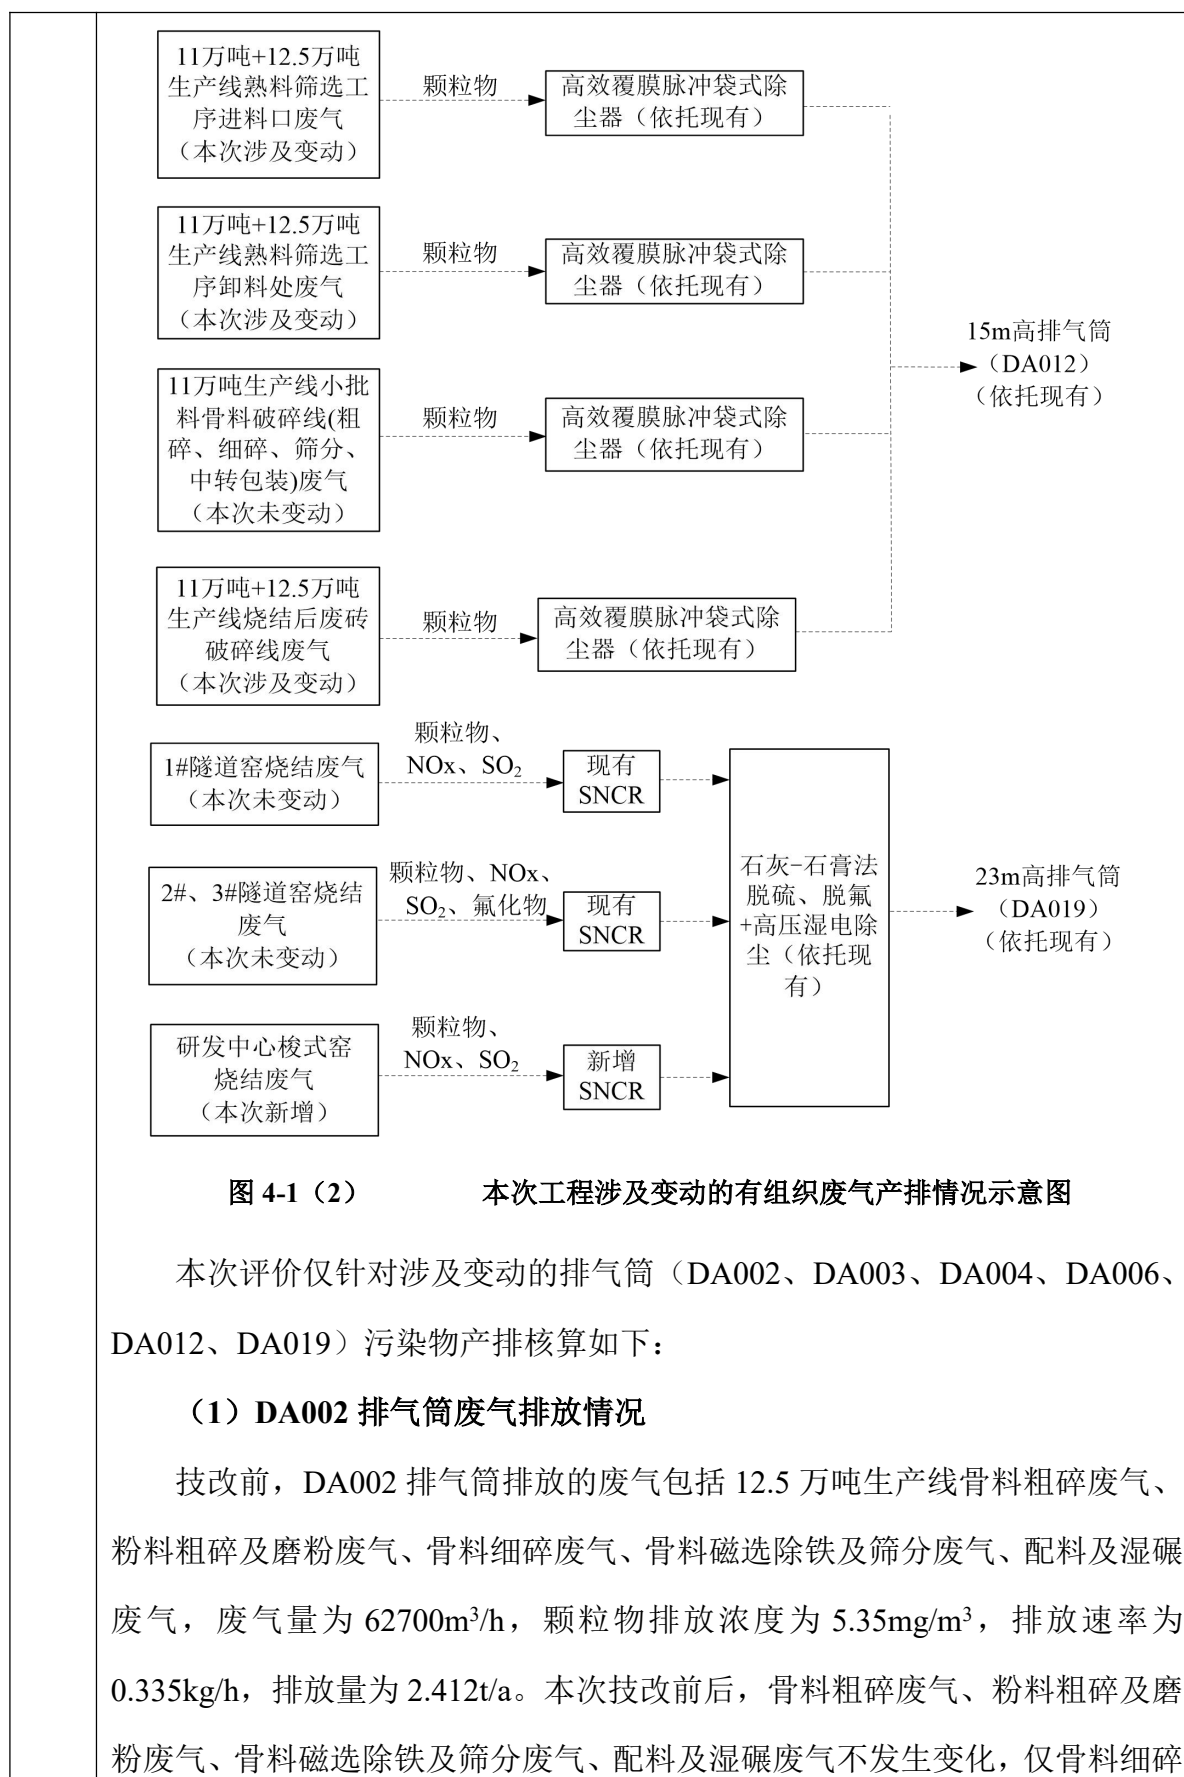 11万吨+12.5万吨
生产线熟料筛选工
序进料口废气
（本次涉及变动）
颗粒物
高效覆膜脉冲袋式除
尘器（依托现有）
11万吨+12.5万吨
生产线熟料筛选工
序卸料处废气
（本次涉及变动）
颗粒物
高效覆膜脉冲袋式除
尘器（依托现有）
11万吨生产线小批
料骨料破碎线(粗
碎、细碎、筛分、
中转包装)废气
（本次未变动）
颗粒物
高效覆膜脉冲袋式除
尘器（依托现有）
11万吨+12.5万吨
生产线烧结后废砖
破碎线废气
（本次涉及变动）
颗粒物
高效覆膜脉冲袋式除
尘器（依托现有）
15m高排气筒
（DA012）
（依托现有）
1#隧道窑烧结废气
（本次未变动）
颗粒物、
NOx、SO₂
现有
SNCR
2#、3#隧道窑烧结
废气
（本次未变动）
颗粒物、NOx、
SO₂、氟化物
现有
SNCR
研发中心梭式窑
烧结废气
（本次新增）
颗粒物、
NOx、SO₂
新增
SNCR
石灰-石膏法
脱硫、脱氟
+高压湿电除
尘（依托现
有）
23m高排气筒
（DA019）
（依托现有）
图 4-1（2） 本次工程涉及变动的有组织废气产排情况示意图
本次评价仅针对涉及变动的排气筒（DA002、DA003、DA004、DA006、
DA012、DA019）污染物产排核算如下：
（1）DA002 排气筒废气排放情况
技改前，DA002 排气筒排放的废气包括 12.5 万吨生产线骨料粗碎废气、
粉料粗碎及磨粉废气、骨料细碎废气、骨料磁选除铁及筛分废气、配料及湿碾
废气，废气量为 62700m³/h，颗粒物排放浓度为 5.35mg/m³，排放速率为
0.335kg/h，排放量为 2.412t/a。本次技改前后，骨料粗碎废气、粉料粗碎及磨
粉废气、骨料磁选除铁及筛分废气、配料及湿碾废气不发生变化，仅骨料细碎